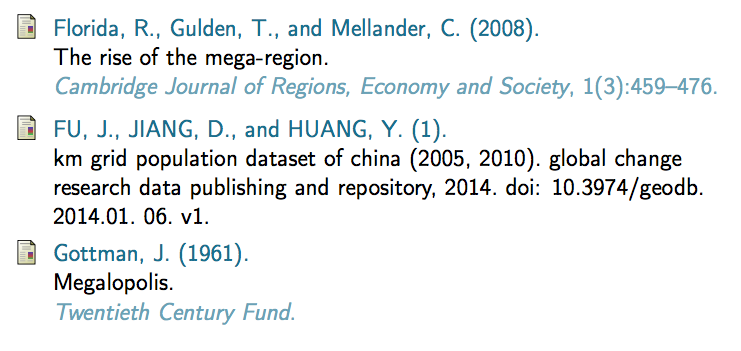 Florida, R., Gulden, T., and Mellander, C. (2008).
The rise of the mega-region.
Cambridge Journal of Regions, Economy and Society, 1(3):459–476.
FU, J., JIANG, D., and HUANG, Y. (1).
km grid population dataset of china (2005, 2010). global change
research data publishing and repository, 2014. doi: 10.3974/geodb.
2014.01. 06. v1.
Gottman, J. (1961).
Megalopolis.
Twentieth Century Fund.